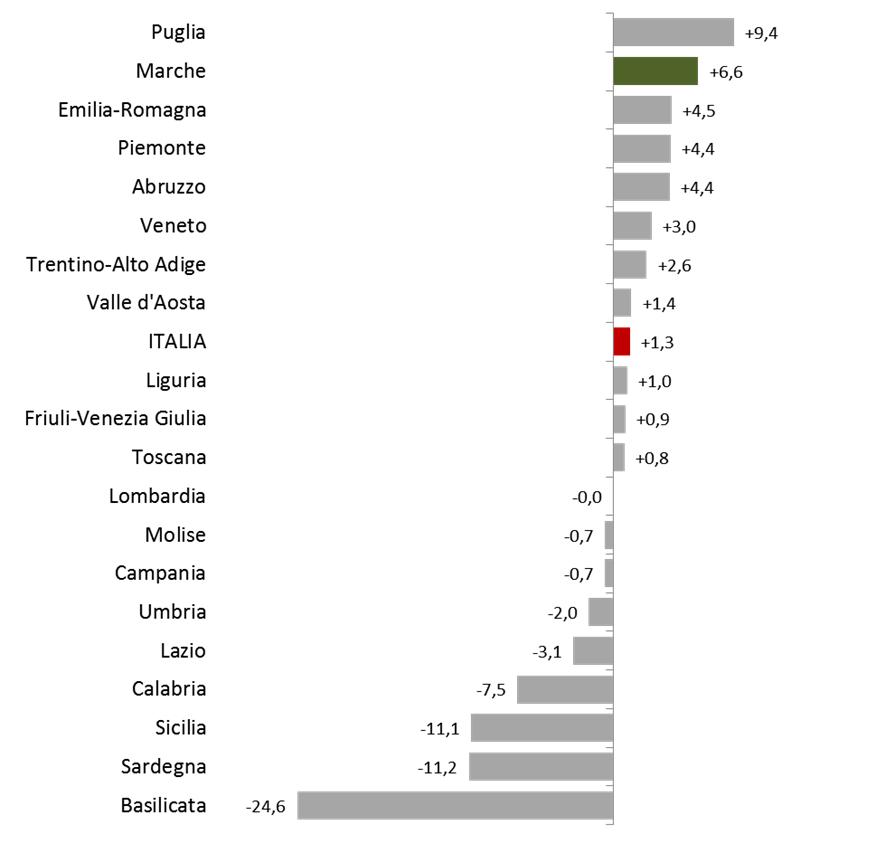 Puglia +9,4
Marche +6,6
Emilia-Romagna +4,5
Piemonte +4,4
Abruzzo +4,4
Veneto +3,0
Trentino-Alto Adige +2,6
Valle d'Aosta +1,4
ITALIA +1,3
Liguria +1,0
Friuli-Venezia Giulia +0,9
Toscana +0,8
Lombardia -0,0
Molise -0,7
Campania -0,7
Umbria -2,0
Lazio -3,1
Calabria -7,5
Sicilia -11,1
Sardegna -11,2
Basilicata -24,6